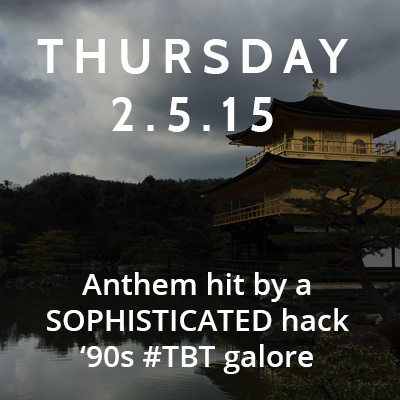 THURSDAY
2.5.15
Anthem hit by a
SOPHISTICATED hack
‘90s #TBT galore